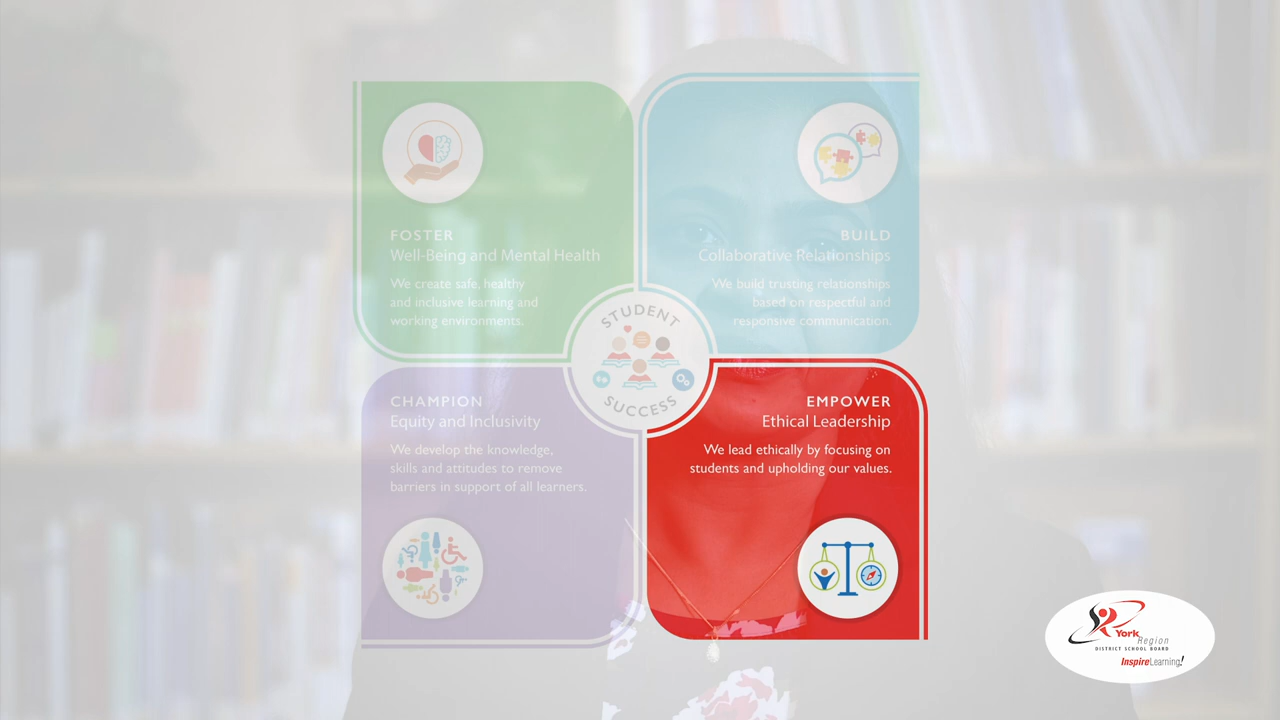 FOSTER
Well-Being and Mental Health
We create safe, healthy
and inclusive learning and
working environments.
BUILD
Collaborative Relationships
We build trusting relationships
based on respectful and
responsive communication.
STUDENT
SUCCESS
CHAMPION
Equity and Inclusivity
We develop the knowledge,
skills and attitudes to remove
barriers in support of all learners.
EMPOWER
Ethical Leadership
We lead ethically by focusing on
students and upholding our values.
York Region
DISTRICT SCHOOL BOARD
InspireLearning!